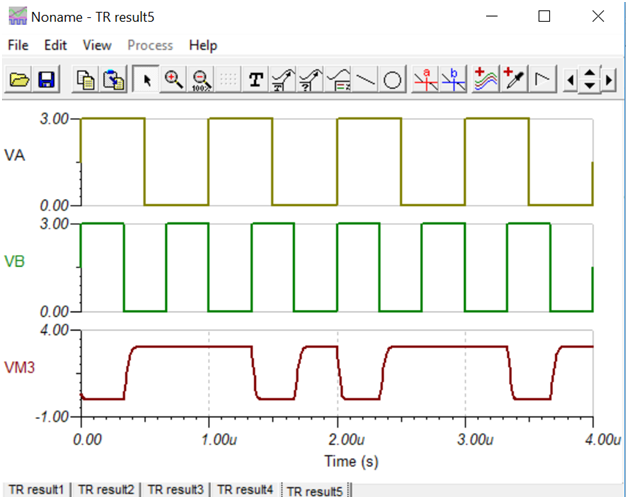 Noname - TR result5
File Edit View Process Help
100%
T
a b
3.00
VA
0.00
3.00
VB
0.00
4.00
VM3
-1.00
0.00 1.00u 2.00u 3.00u 4.00u
Time (s)
TR result1 TR result2 TR result3 TR result4 TR result5